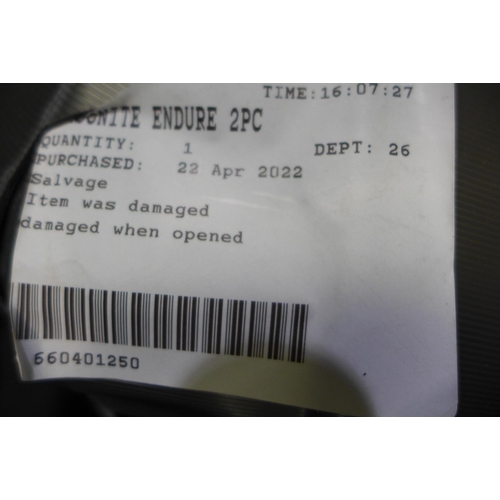 TIME:16:07:27
ENDURE 2PC
QUANTITY: 1 DEPT: 26
PURCHASED: 22 Apr 2022
Salvage
Item was damaged
damaged when opened
660401250